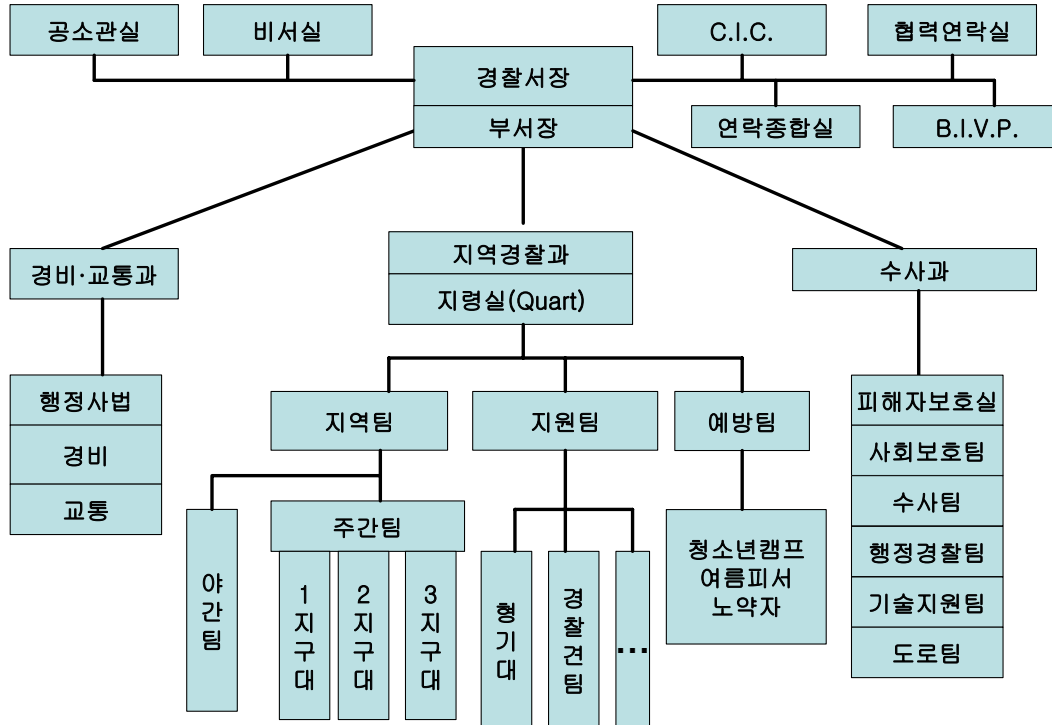 공소관실
비서실
C.I.C.
협력연락실
경찰서장
부서장
연락종합실
B.I.V.P.
경비·교통과
지역경찰과
지령실(Quart)
수사과
행정사법
경비
교통
지역팀
지원팀
예방팀
피해자보호실
사회보호팀
수사팀
행정경찰팀
기술지원팀
도로팀
야간팀
주간팀
1지구대
2지구대
3지구대
형기대
경찰견팀
...
청소년캠프
여름피서
노약자